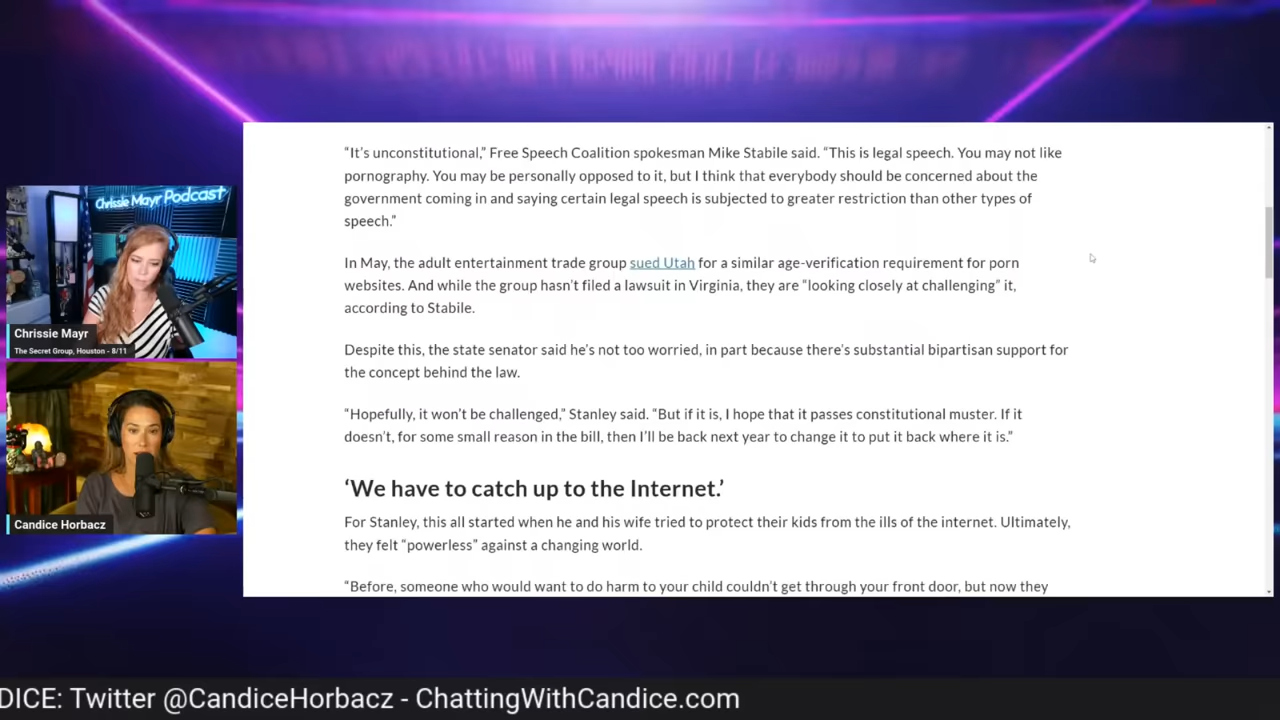 Chrissie Mayr Podcast
Chrissie Mayr
The Secret Group, Houston - 8/11
Candice Horbacz
“It’s unconstitutional,” Free Speech Coalition spokesman Mike Stabile said. “This is legal speech. You may not like
pornography. You may be personally opposed to it, but I think that everybody should be concerned about the
government coming in and saying certain legal speech is subjected to greater restriction than other types of
speech.”
In May, the adult entertainment trade group sued Utah for a similar age-verification requirement for porn
websites. And while the group hasn’t filed a lawsuit in Virginia, they are “looking closely at challenging” it,
according to Stabile.
Despite this, the state senator said he’s not too worried, in part because there’s substantial bipartisan support for
the concept behind the law.
“Hopefully, it won’t be challenged,” Stanley said. “But if it is, I hope that it passes constitutional muster. If it
doesn’t, for some small reason in the bill, then I’ll be back next year to change it to put it back where it is.”
‘We have to catch up to the Internet.’
For Stanley, this all started when he and his wife tried to protect their kids from the ills of the internet. Ultimately,
they felt “powerless” against a changing world.
“Before, someone who would want to do harm to your child couldn’t get through your front door, but now they
DICE: Twitter @CandiceHorbacz - ChattingWithCandice.com